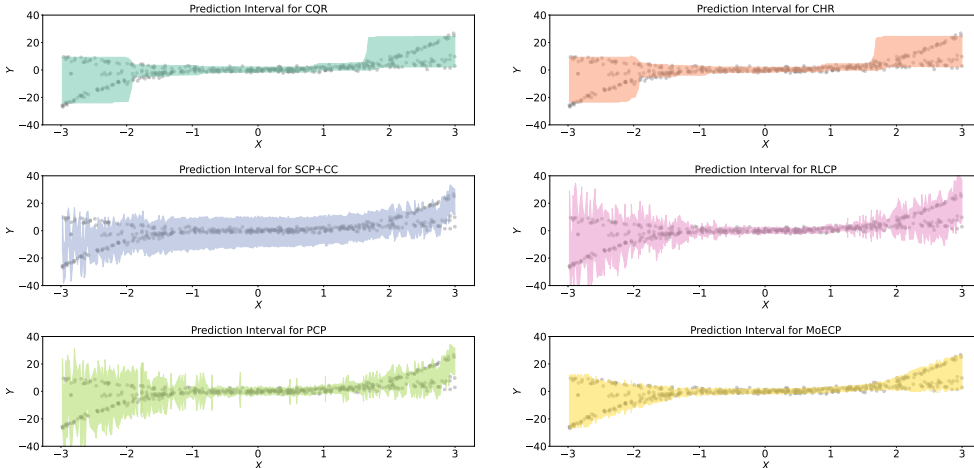 Prediction Interval for CQR
40
20
0
−20
−40
Y
−3 −2 −1 0 1 2 3
X
Prediction Interval for CHR
40
20
0
−20
−40
Y
−3 −2 −1 0 1 2 3
X
Prediction Interval for SCP+CC
40
20
0
−20
−40
Y
−3 −2 −1 0 1 2 3
X
Prediction Interval for RLCP
40
20
0
−20
−40
Y
−3 −2 −1 0 1 2 3
X
Prediction Interval for PCP
40
20
0
−20
−40
Y
−3 −2 −1 0 1 2 3
X
Prediction Interval for MoECP
40
20
0
−20
−40
Y
−3 −2 −1 0 1 2 3
X